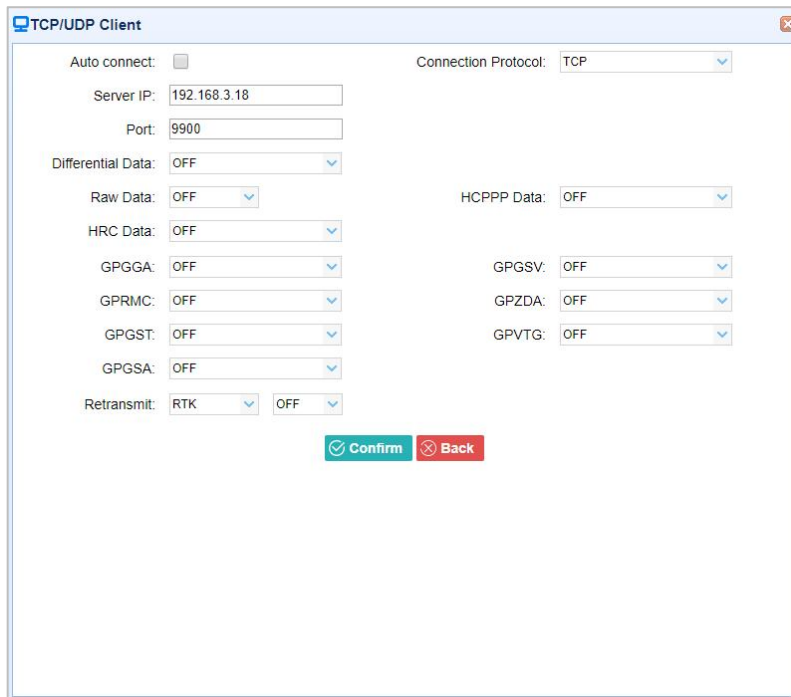 TCP/UDP Client
Auto connect: Connection Protocol: TCP
Server IP: 192.168.3.18
Port: 9900
Differential Data: OFF
Raw Data: OFF HCPPP Data: OFF
HRC Data: OFF
GPGGA: OFF GPGSV: OFF
GPRMC: OFF GPZDA: OFF
GPGST: OFF GPVTG: OFF
GPGSA: OFF
Retransmit: RTK OFF
Confirm Back